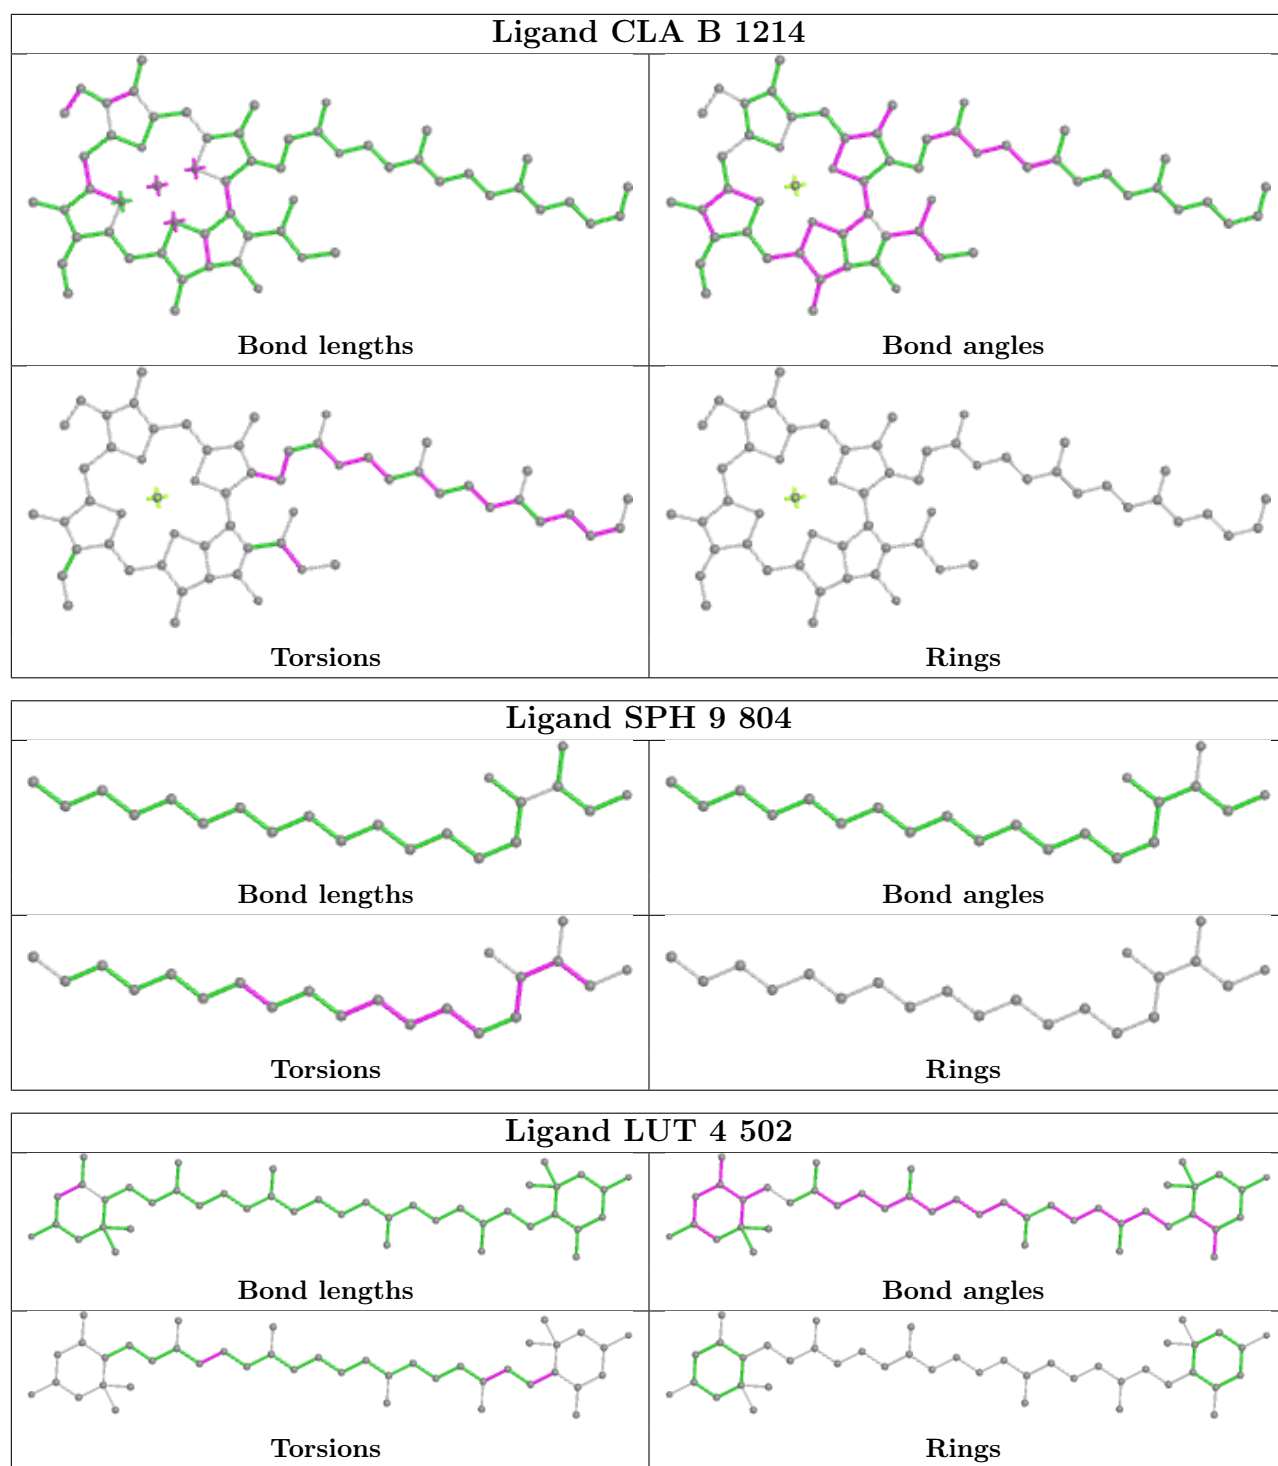 Ligand CLA B 1214
Bond lengths
Bond angles
Torsions
Rings
Ligand SPH 9 804
Bond lengths
Bond angles
Torsions
Rings
Ligand LUT 4 502
Bond lengths
Bond angles
Torsions
Rings